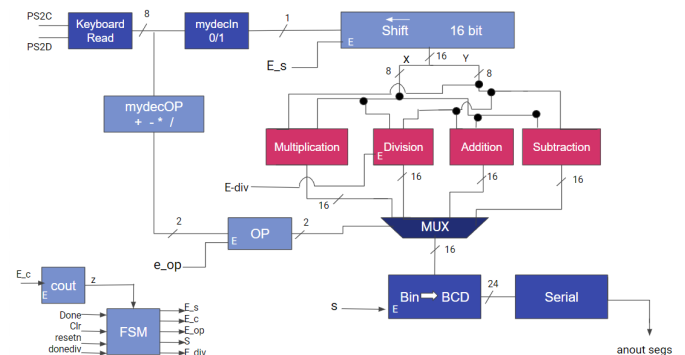 PS2C
PS2D
Keyboard
Read
8
mydecIn
0/1
1
Shift 16 bit
E
E_s
16
X Y
8 8
mydecOP
+ - * /
Multiplication
Division
E
Addition
Subtraction
E-div
16
16
16
16
2
OP
E
2
MUX
e_op
16
E_c
cout
E
z
s
Bin BCD
E
24
Serial
Done
Clr
resetn
donediv
FSM
E_s
E_c
E_op
S
E_div
anout segs